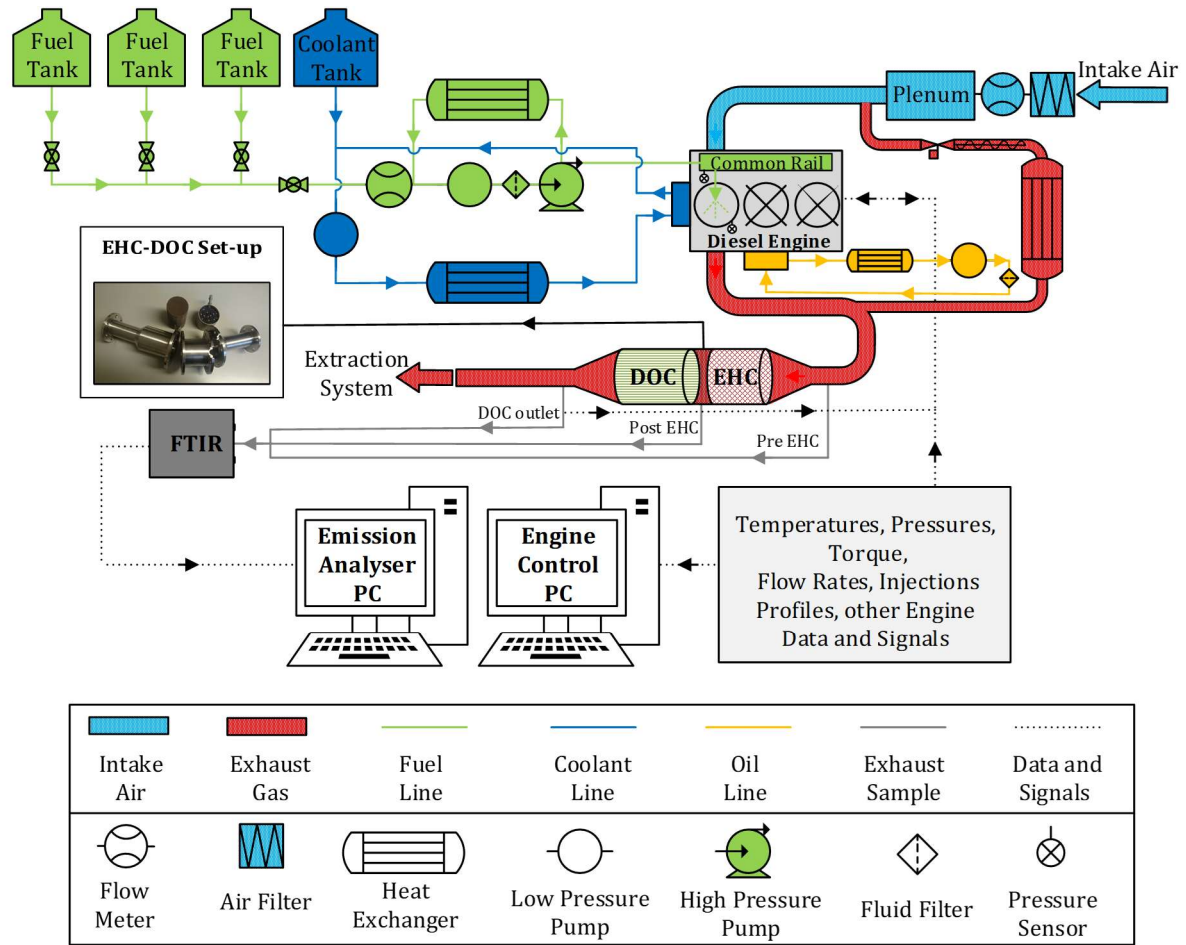 Fuel
Tank
Fuel
Tank
Fuel
Tank
Coolant
Tank
Plenum
Intake Air
Common Rail
Diesel Engine
EHC-DOC Set-up
Extraction
System
DOC
EHC
DOC outlet
Post EHC
Pre EHC
FTIR
Emission
Analyser
PC
Engine
Control
PC
Temperatures, Pressures,
Torque,
Flow Rates, Injections
Profiles, other Engine
Data and Signals
Intake
Air
Exhaust
Gas
Fuel
Line
Coolant
Line
Oil
Line
Exhaust
Sample
Data and
Signals
Flow
Meter
Air Filter
Heat
Exchanger
Low Pressure
Pump
High Pressure
Pump
Fluid Filter
Pressure
Sensor